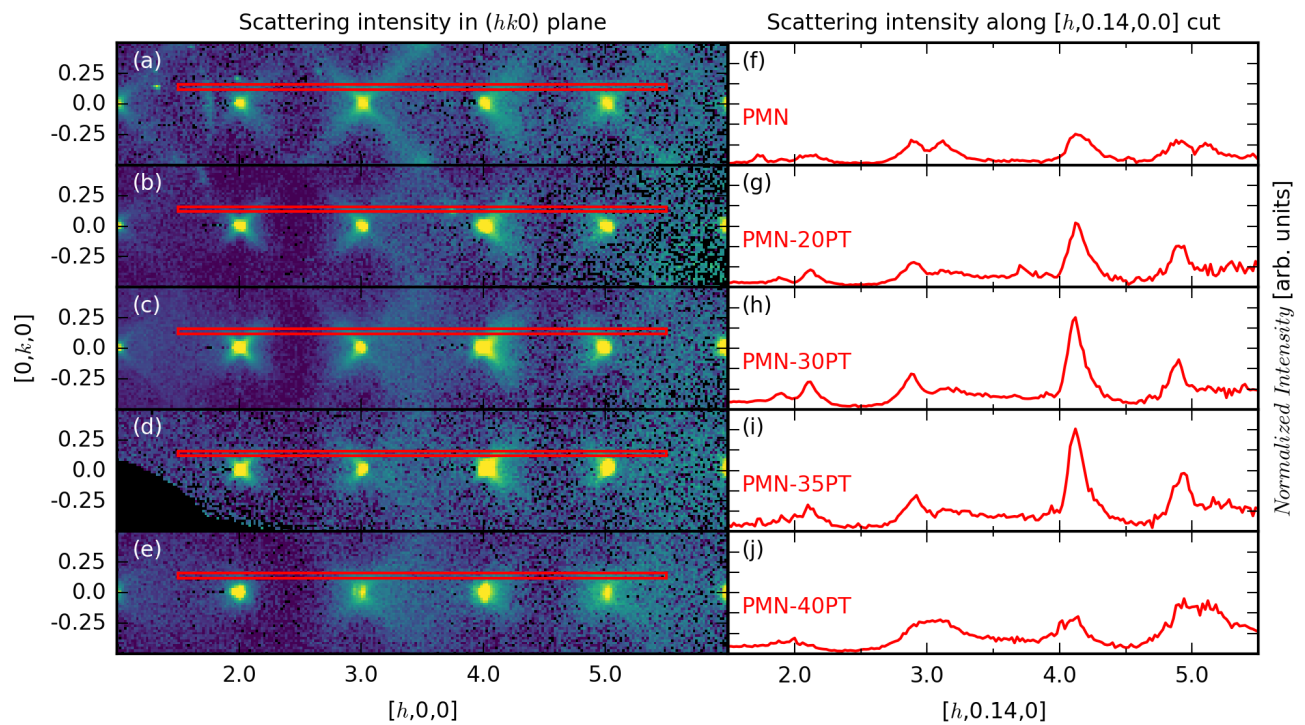 Scattering intensity in (hk0) plane
Scattering intensity along [h,0.14,0.0] cut
(a)
0.25
0.0
-0.25
(b)
0.25
0.0
-0.25
(c)
0.25
0.0
-0.25
(d)
0.25
0.0
-0.25
(e)
0.25
0.0
-0.25
[0,k,0]
2.0 3.0 4.0 5.0
[h,0,0]
(f)
PMN
(g)
PMN-20PT
(h)
PMN-30PT
(i)
PMN-35PT
(j)
PMN-40PT
2.0 3.0 4.0 5.0
[h,0.14,0]
Normalized Intensity [arb. units]